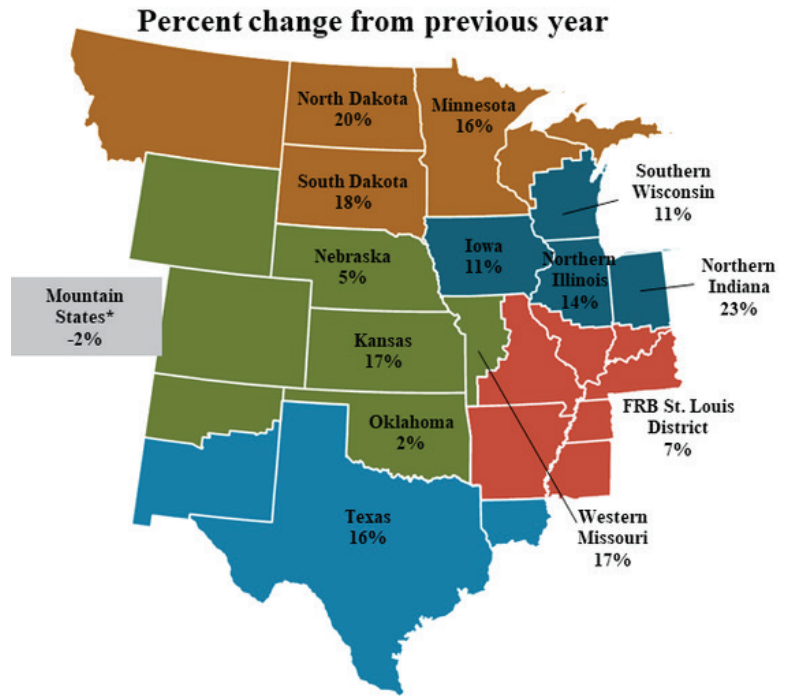 Percent change from previous year
North Dakota
20%
Minnesota
16%
South Dakota
18%
Southern
Wisconsin
11%
Nebraska
5%
Iowa
11%
Northern
Illinois
14%
Northern
Indiana
23%
Mountain
States*
-2%
Kansas
17%
Oklahoma
2%
FRB St. Louis
District
7%
Texas
16%
Western
Missouri
17%